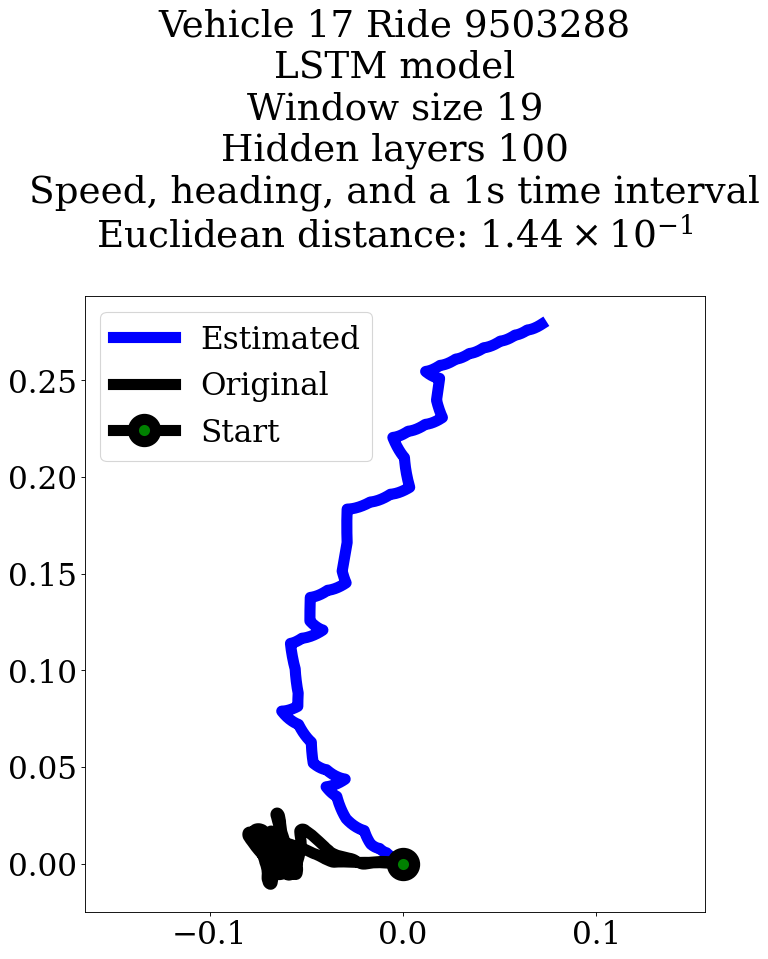 Vehicle 17 Ride 9503288
LSTM model
Window size 19
Hidden layers 100
Speed, heading, and a 1s time interval
Euclidean distance: 1.44 × 10⁻¹
Estimated
Original
Start
0.25
0.20
0.15
0.10
0.05
0.00
−0.1
0.0
0.1